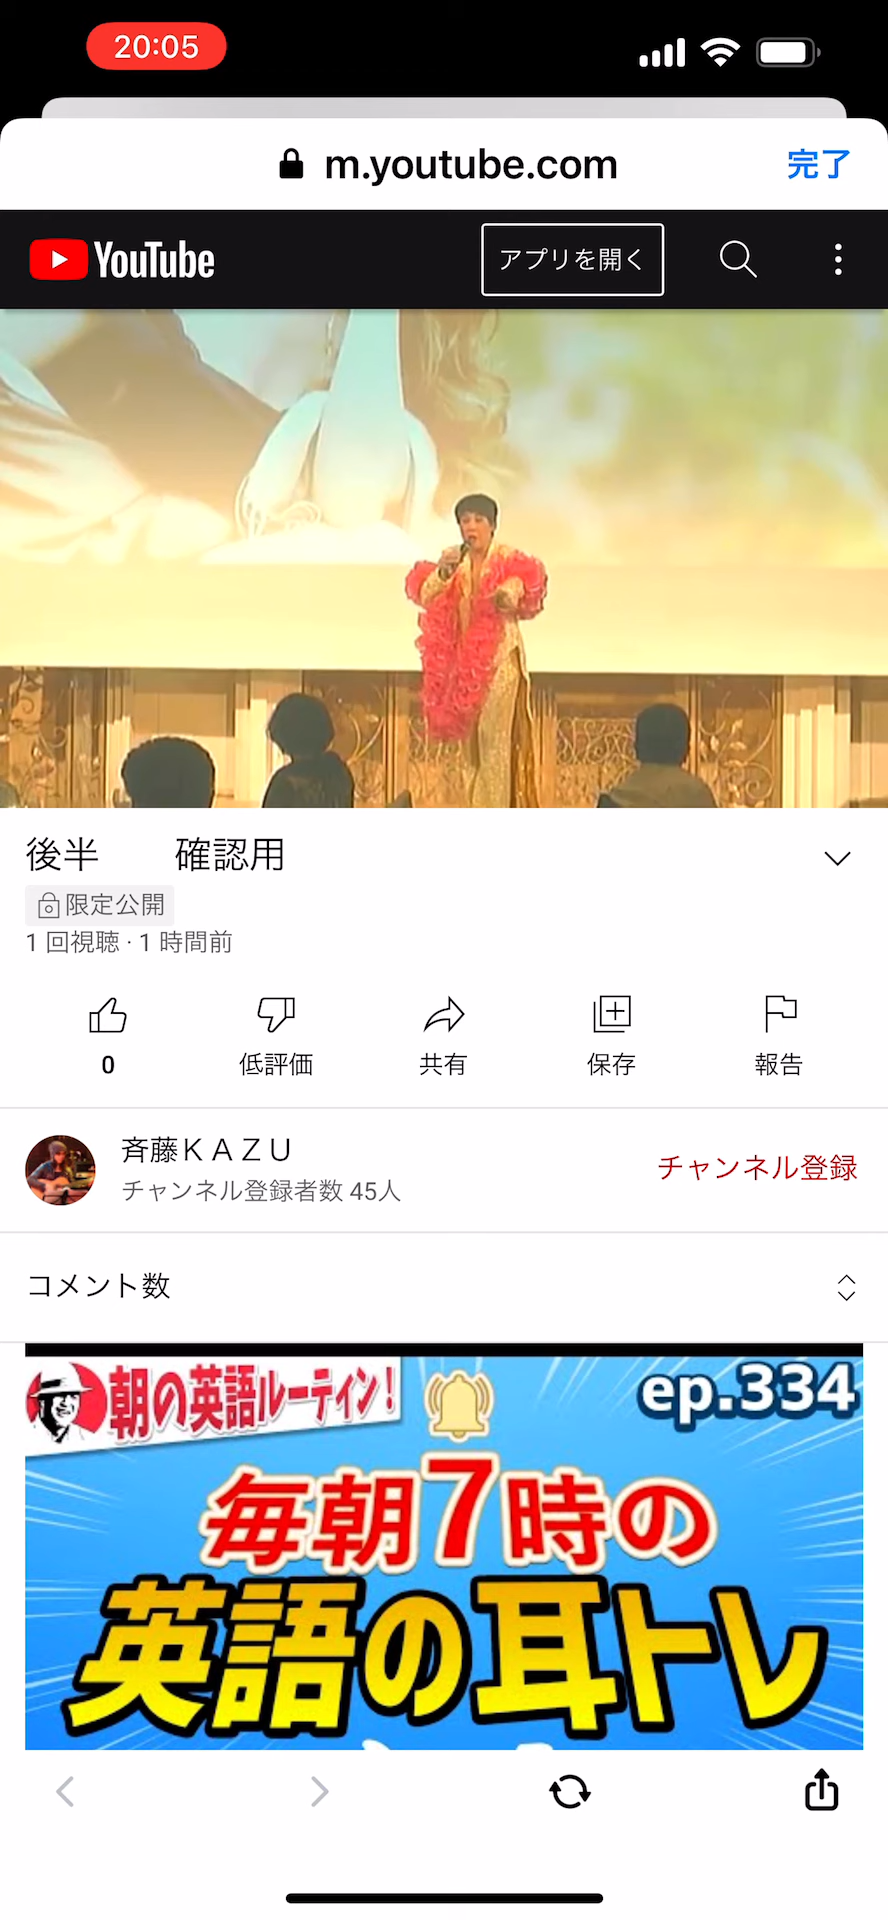 20:05
m.youtube.com
完了
YouTube
アプリを開く
後半　　確認用
限定公開
1 回視聴 · 1 時間前
0
低評価
共有
保存
報告
斉藤ＫＡＺＵ
チャンネル登録者数 45人
チャンネル登録
コメント数
朝の英語ルーティン！
ep.334
毎朝7時の
英語の耳トレ